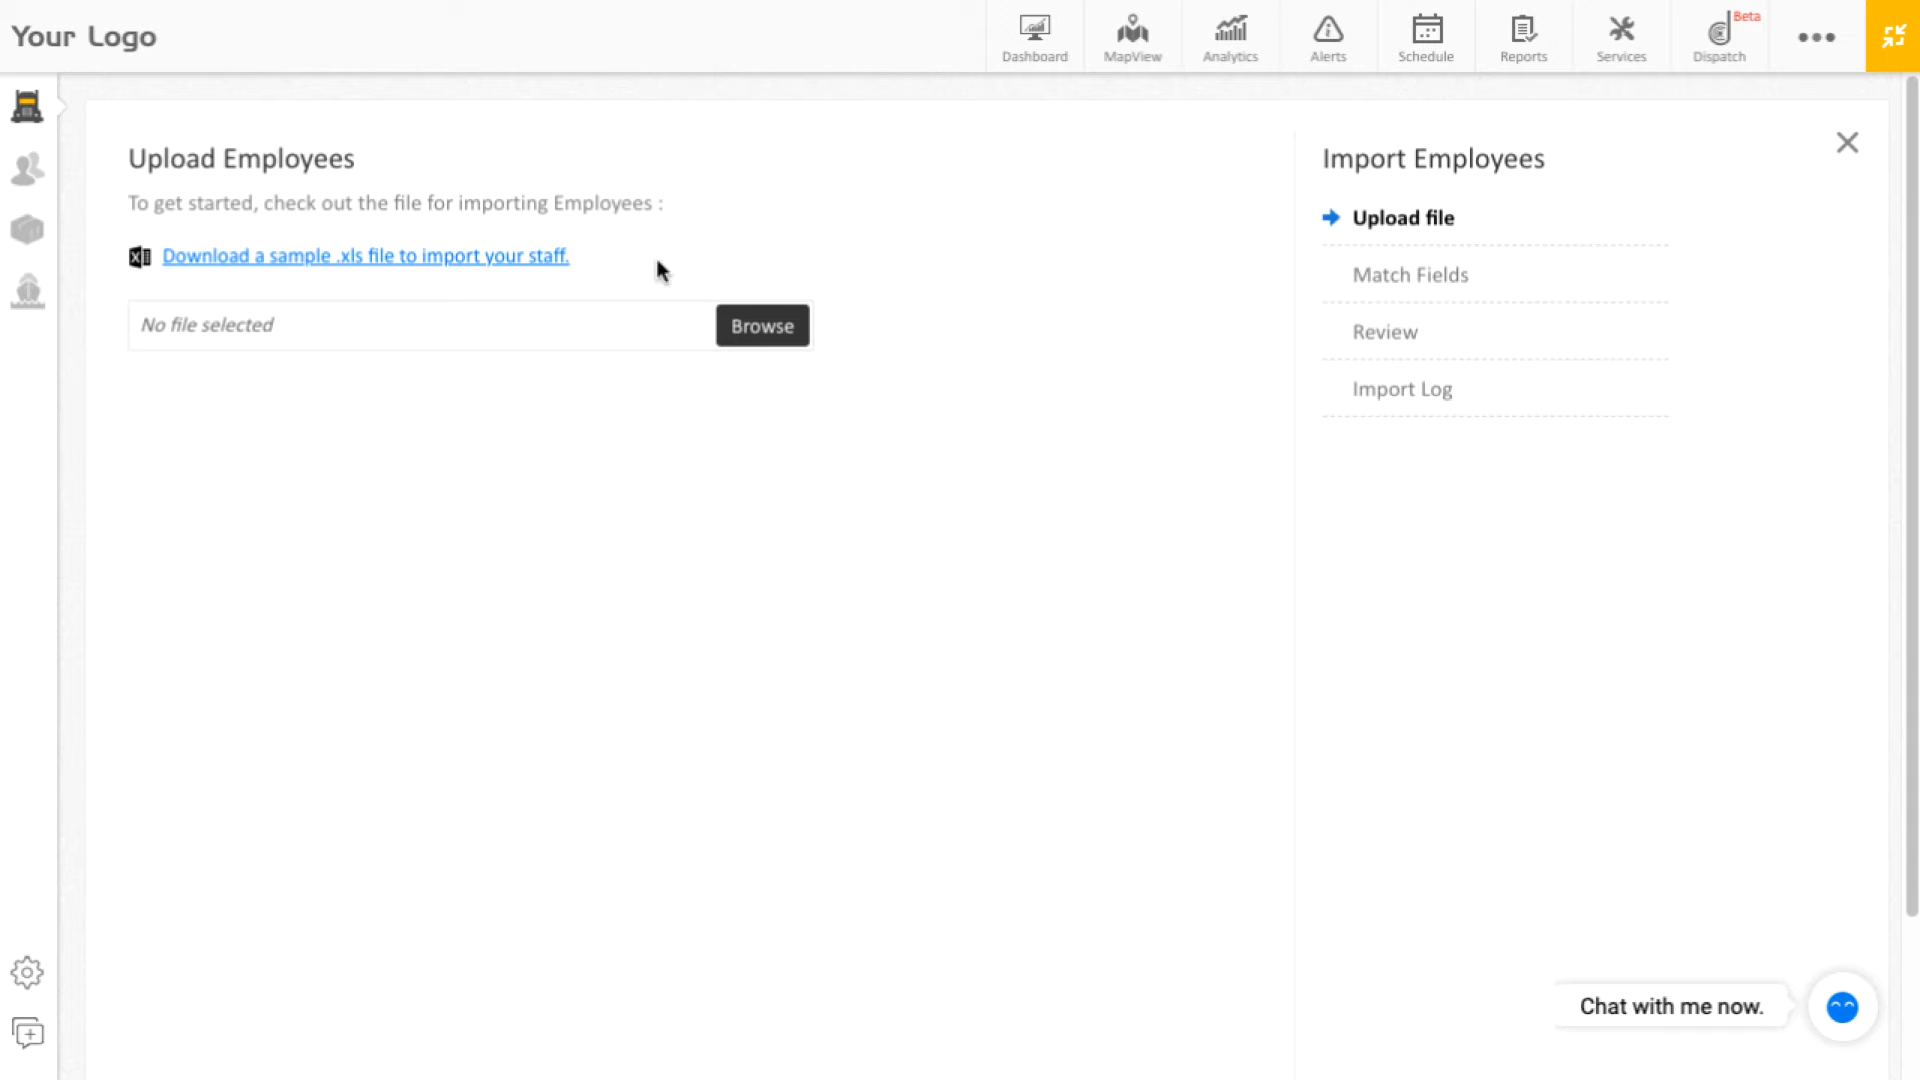 Your Logo
Dashboard
MapView
Analytics
Alerts
Schedule
Reports
Services
Dispatch
Beta
Upload Employees
To get started, check out the file for importing Employees :
Download a sample .xls file to import your staff.
No file selected
Browse
Import Employees
Upload file
Match Fields
Review
Import Log
Chat with me now.